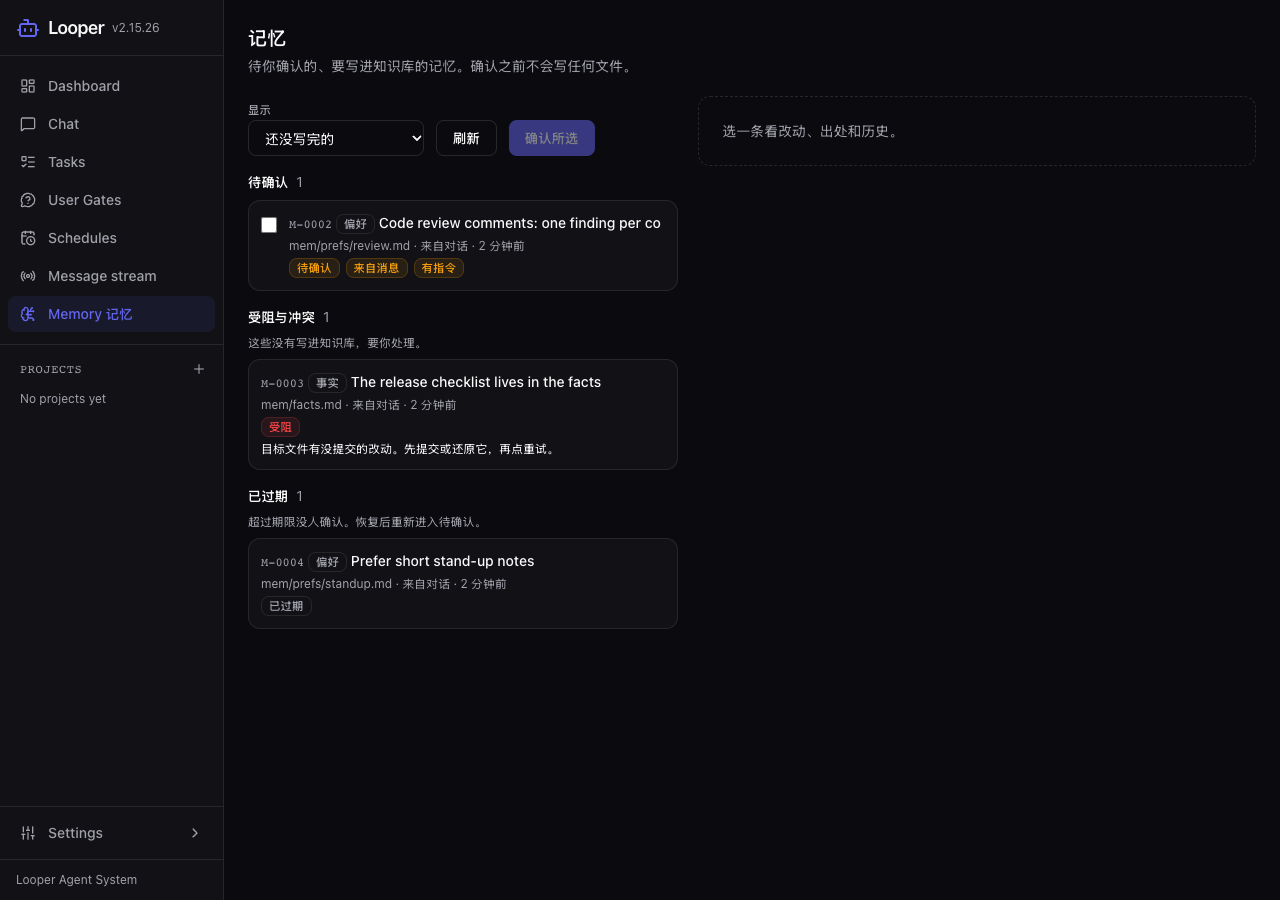 Looper v2.15.26
Dashboard
Chat
Tasks
User Gates
Schedules
Message stream
Memory 记忆
PROJECTS
No projects yet
Settings
Looper Agent System
记忆
待你确认的、要写进知识库的记忆。确认之前不会写任何文件。
显示
还没写完的 刷新 确认所选
待确认 1
M-0002 偏好 Code review comments: one finding per co
mem/prefs/review.md · 来自对话 · 2 分钟前
待确认 来自消息 有指令
受阻与冲突 1
这些没有写进知识库，要你处理。
M-0003 事实 The release checklist lives in the facts
mem/facts.md · 来自对话 · 2 分钟前
受阻
目标文件有没提交的改动。先提交或还原它，再点重试。
已过期 1
超过期限没人确认。恢复后重新进入待确认。
M-0004 偏好 Prefer short stand-up notes
mem/prefs/standup.md · 来自对话 · 2 分钟前
已过期
选一条看改动、出处和历史。